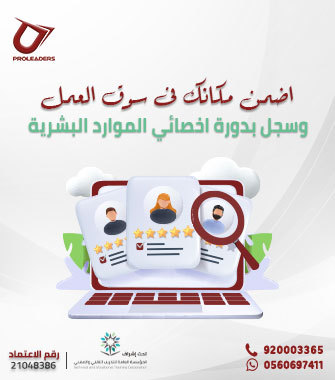 PROLEADERS
اضمن مكانك فى سوق العمل
وسجل بدورة اخصائي الموارد البشرية
920003365
0560697411
تحت إشراف
المؤسسة العامة للتدريب التقني والمهني
Technical and Vocational Training Corporation
رقم الاعتماد
21048386